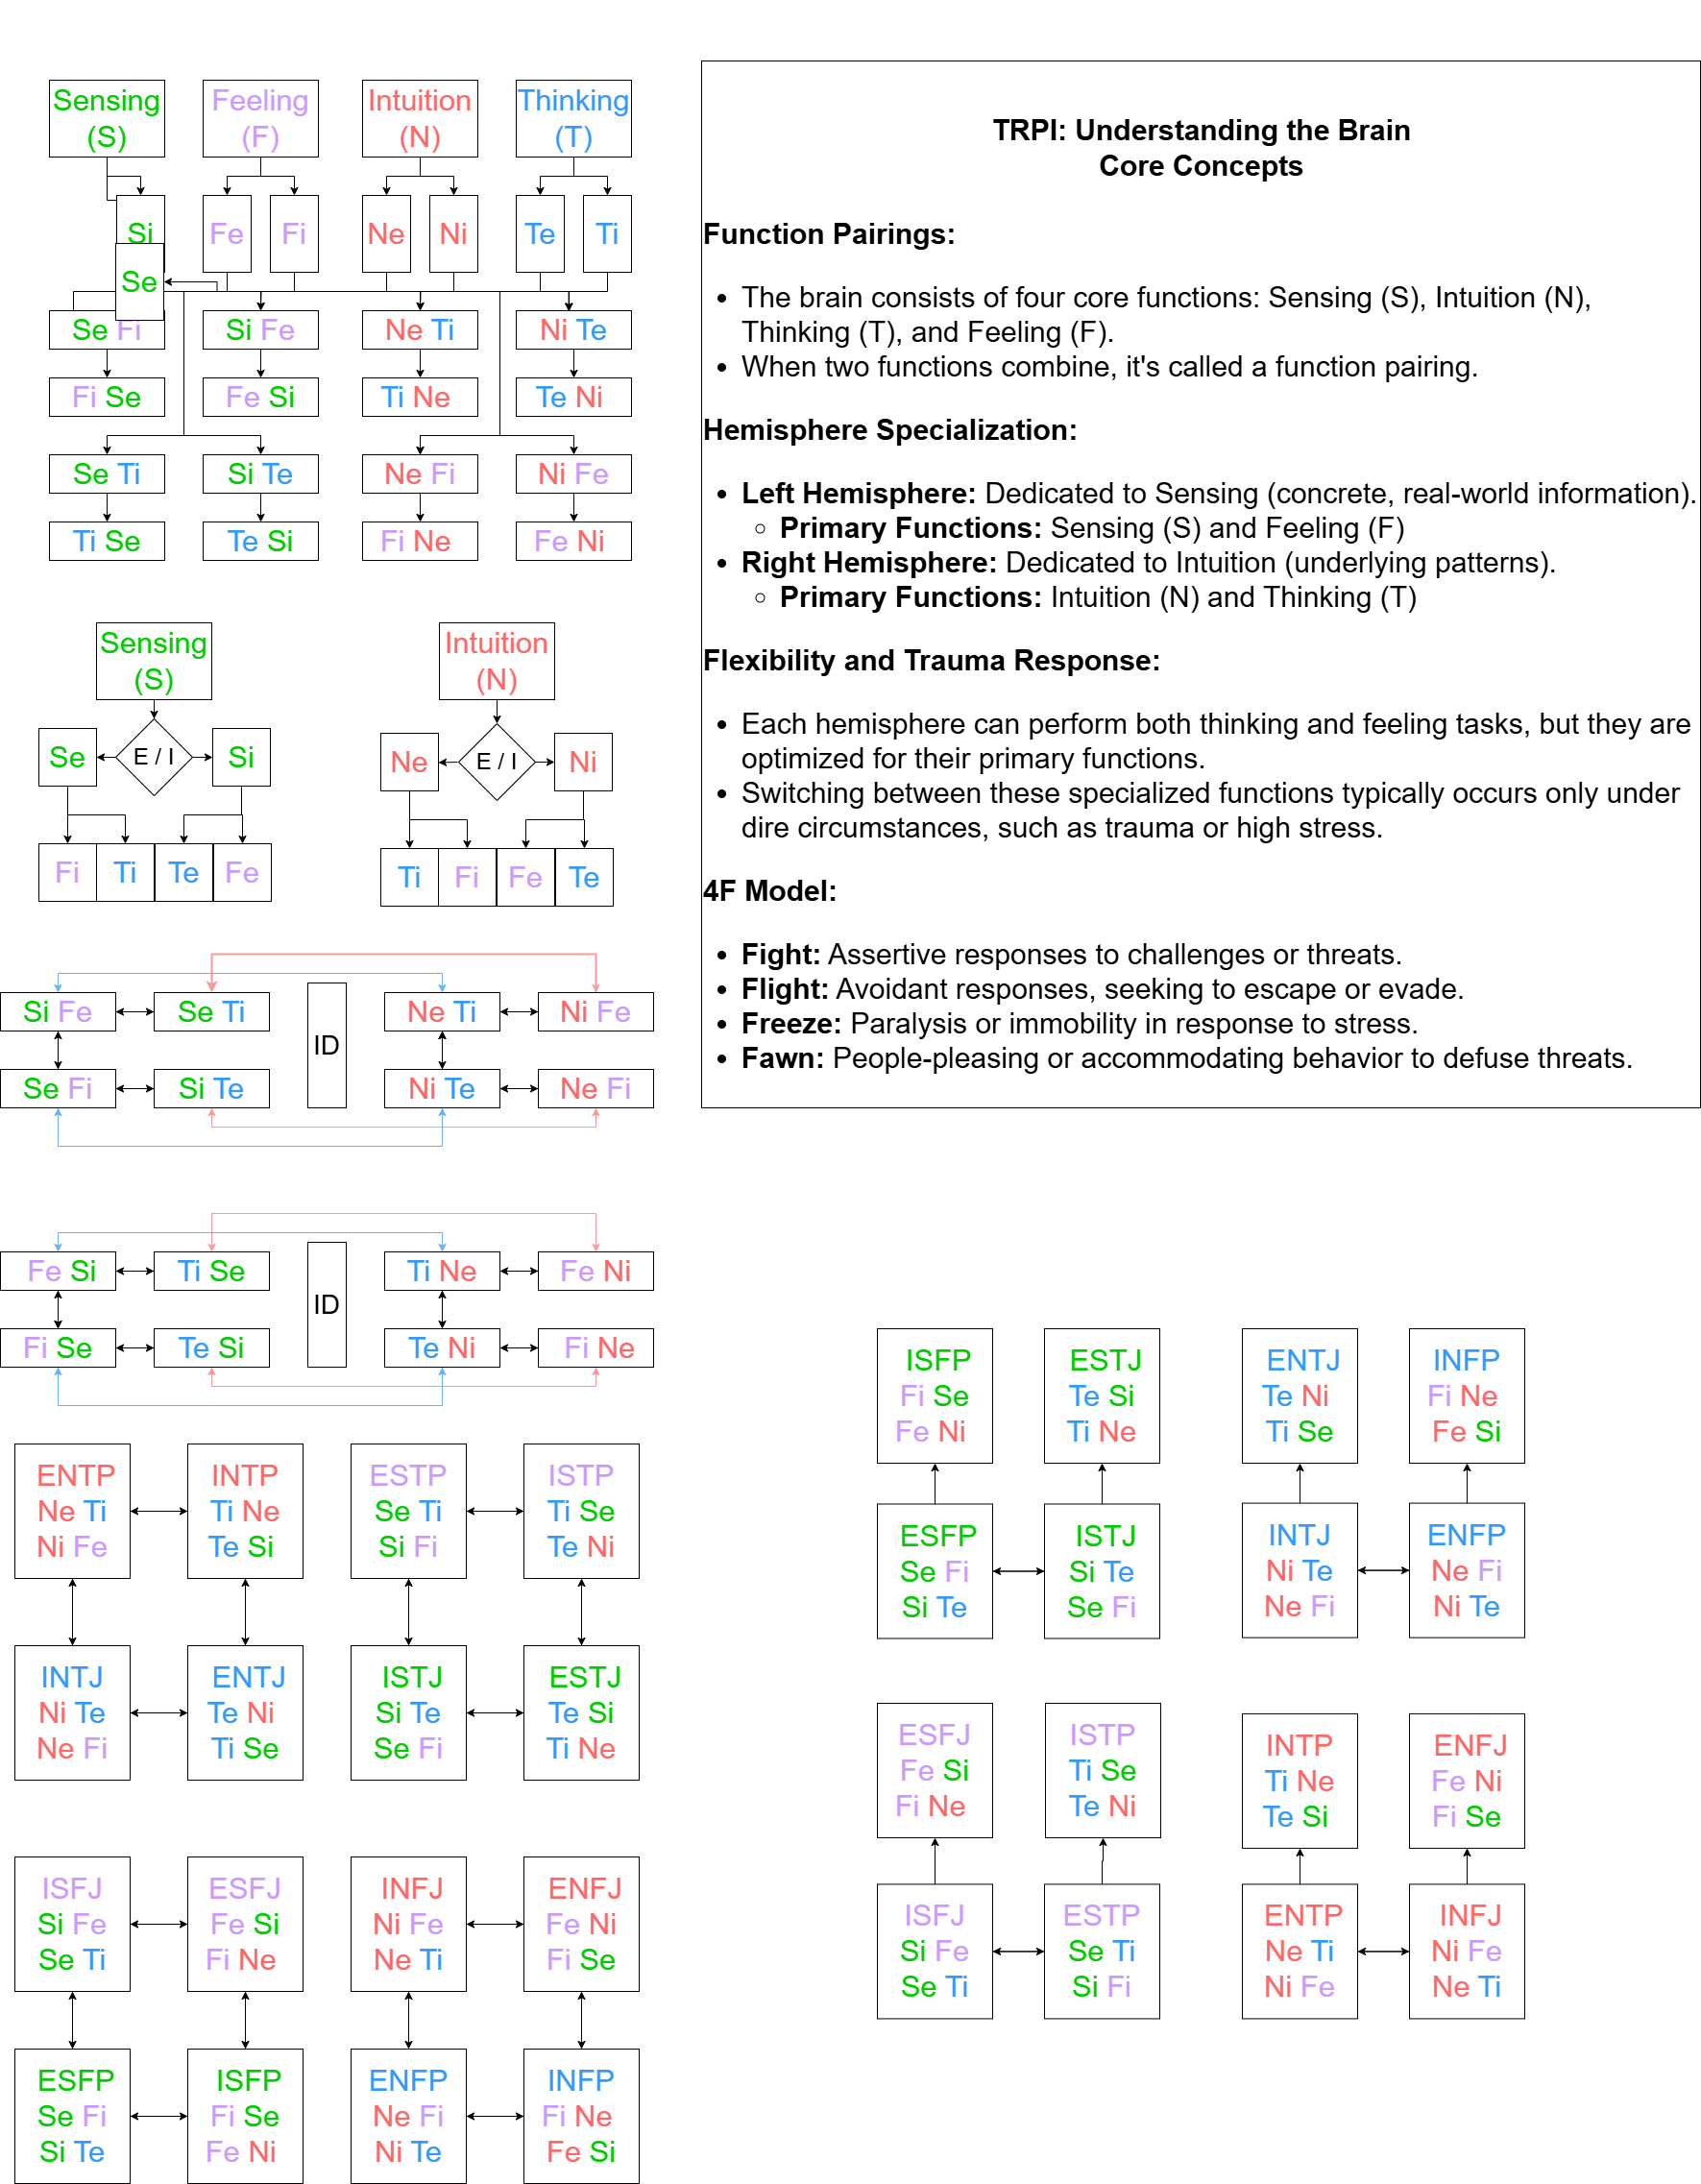 Sensing
(S)
Feeling
(F)
Intuition
(N)
Thinking
(T)
Si
Se
Fe
Fi
Ne
Ni
Te
Ti
Se Fi
Si Fe
Ne Ti
Ni Te
Fi Se
Fe Si
Ti Ne
Te Ni
Se Ti
Si Te
Ne Fi
Ni Fe
Ti Se
Te Si
Fi Ne
Fe Ni
Sensing
(S)
Intuition
(N)
Se
E / I
Si
Ne
E / I
Ni
Fi
Ti
Te
Fe
Ti
Fi
Fe
Te
Si Fe
Se Ti
ID
Ne Ti
Ni Fe
Se Fi
Si Te
Ni Te
Ne Fi
Fe Si
Ti Se
ID
Ti Ne
Fe Ni
Fi Se
Te Si
Te Ni
Fi Ne
ENTP
Ne Ti
Ni Fe
INTP
Ti Ne
Te Si
ESTP
Se Ti
Si Fi
ISTP
Ti Se
Te Ni
INTJ
Ni Te
Ne Fi
ENTJ
Te Ni
Ti Se
ISTJ
Si Te
Se Fi
ESTJ
Te Si
Ti Ne
ISFJ
Si Fe
Se Ti
ESFJ
Fe Si
Fi Ne
INFJ
Ni Fe
Ne Ti
ENFJ
Fe Ni
Fi Se
ESFP
Se Fi
Si Te
ISFP
Fi Se
Fe Ni
ENFP
Ne Fi
Ni Te
INFP
Fi Ne
Fe Si
TRPI: Understanding the Brain
Core Concepts
Function Pairings:
• The brain consists of four core functions: Sensing (S), Intuition (N),
Thinking (T), and Feeling (F).
• When two functions combine, it's called a function pairing.
Hemisphere Specialization:
• Left Hemisphere: Dedicated to Sensing (concrete, real-world information).
◦ Primary Functions: Sensing (S) and Feeling (F)
• Right Hemisphere: Dedicated to Intuition (underlying patterns).
◦ Primary Functions: Intuition (N) and Thinking (T)
Flexibility and Trauma Response:
• Each hemisphere can perform both thinking and feeling tasks, but they are
optimized for their primary functions.
• Switching between these specialized functions typically occurs only under
dire circumstances, such as trauma or high stress.
4F Model:
• Fight: Assertive responses to challenges or threats.
• Flight: Avoidant responses, seeking to escape or evade.
• Freeze: Paralysis or immobility in response to stress.
• Fawn: People-pleasing or accommodating behavior to defuse threats.
ISFP
Fi Se
Fe Ni
ESTJ
Te Si
Ti Ne
ENTJ
Te Ni
Ti Se
INFP
Fi Ne
Fe Si
ESFP
Se Fi
Si Te
ISTJ
Si Te
Se Fi
INTJ
Ni Te
Ne Fi
ENFP
Ne Fi
Ni Te
ESFJ
Fe Si
Fi Ne
ISTP
Ti Se
Te Ni
INTP
Ti Ne
Te Si
ENFJ
Fe Ni
Fi Se
ISFJ
Si Fe
Se Ti
ESTP
Se Ti
Si Fi
ENTP
Ne Ti
Ni Fe
INFJ
Ni Fe
Ne Ti